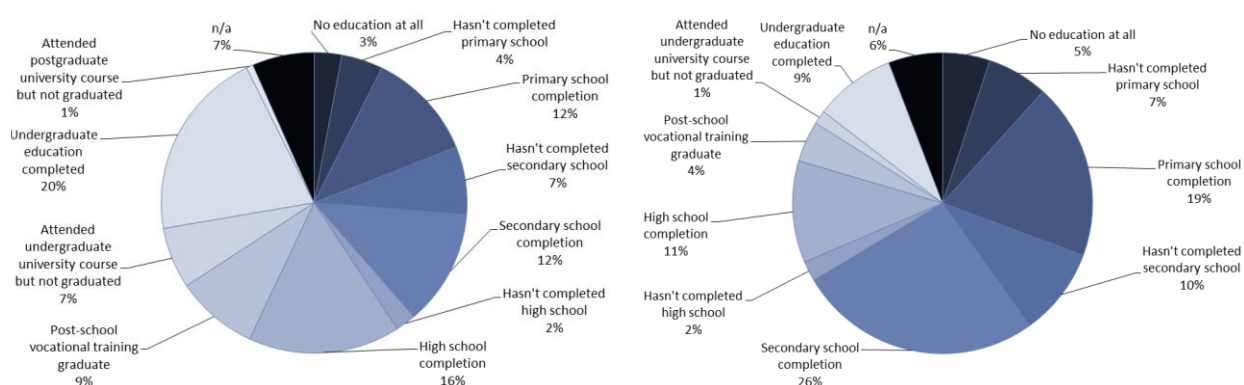 n/a
7%
No education at all
3%
Hasn't completed
primary school
4%
Primary school
completion
12%
Hasn't completed
secondary school
7%
Secondary school
completion
12%
Hasn't completed
high school
2%
High school
completion
16%
Post-school
vocational training
graduate
9%
Attended
undergraduate
university course
but not graduated
7%
Undergraduate
education
completed
20%
Attended
postgraduate
university course
but not graduated
1%
n/a
6%
No education at all
5%
Hasn't completed
primary school
7%
Primary school
completion
19%
Hasn't completed
secondary school
10%
Secondary school
completion
26%
Hasn't completed
high school
2%
High school
completion
11%
Post-school
vocational training
graduate
4%
Attended
undergraduate
university course
but not graduated
1%
Undergraduate
education
completed
9%